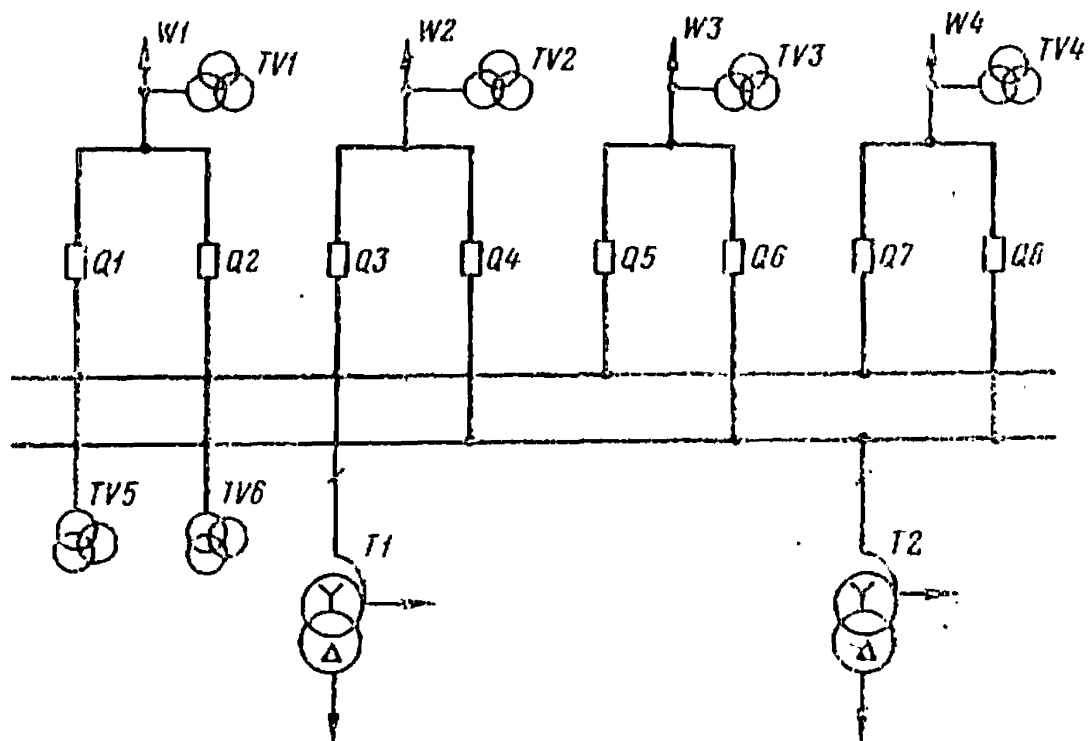 W1 TV1 W2 TV2 W3 TV3 W4 TV4
Q1 Q2 Q3 Q4 Q5 Q6 Q7 Q8
TV5 TV6 T1 T2
Y Y
Δ Δ